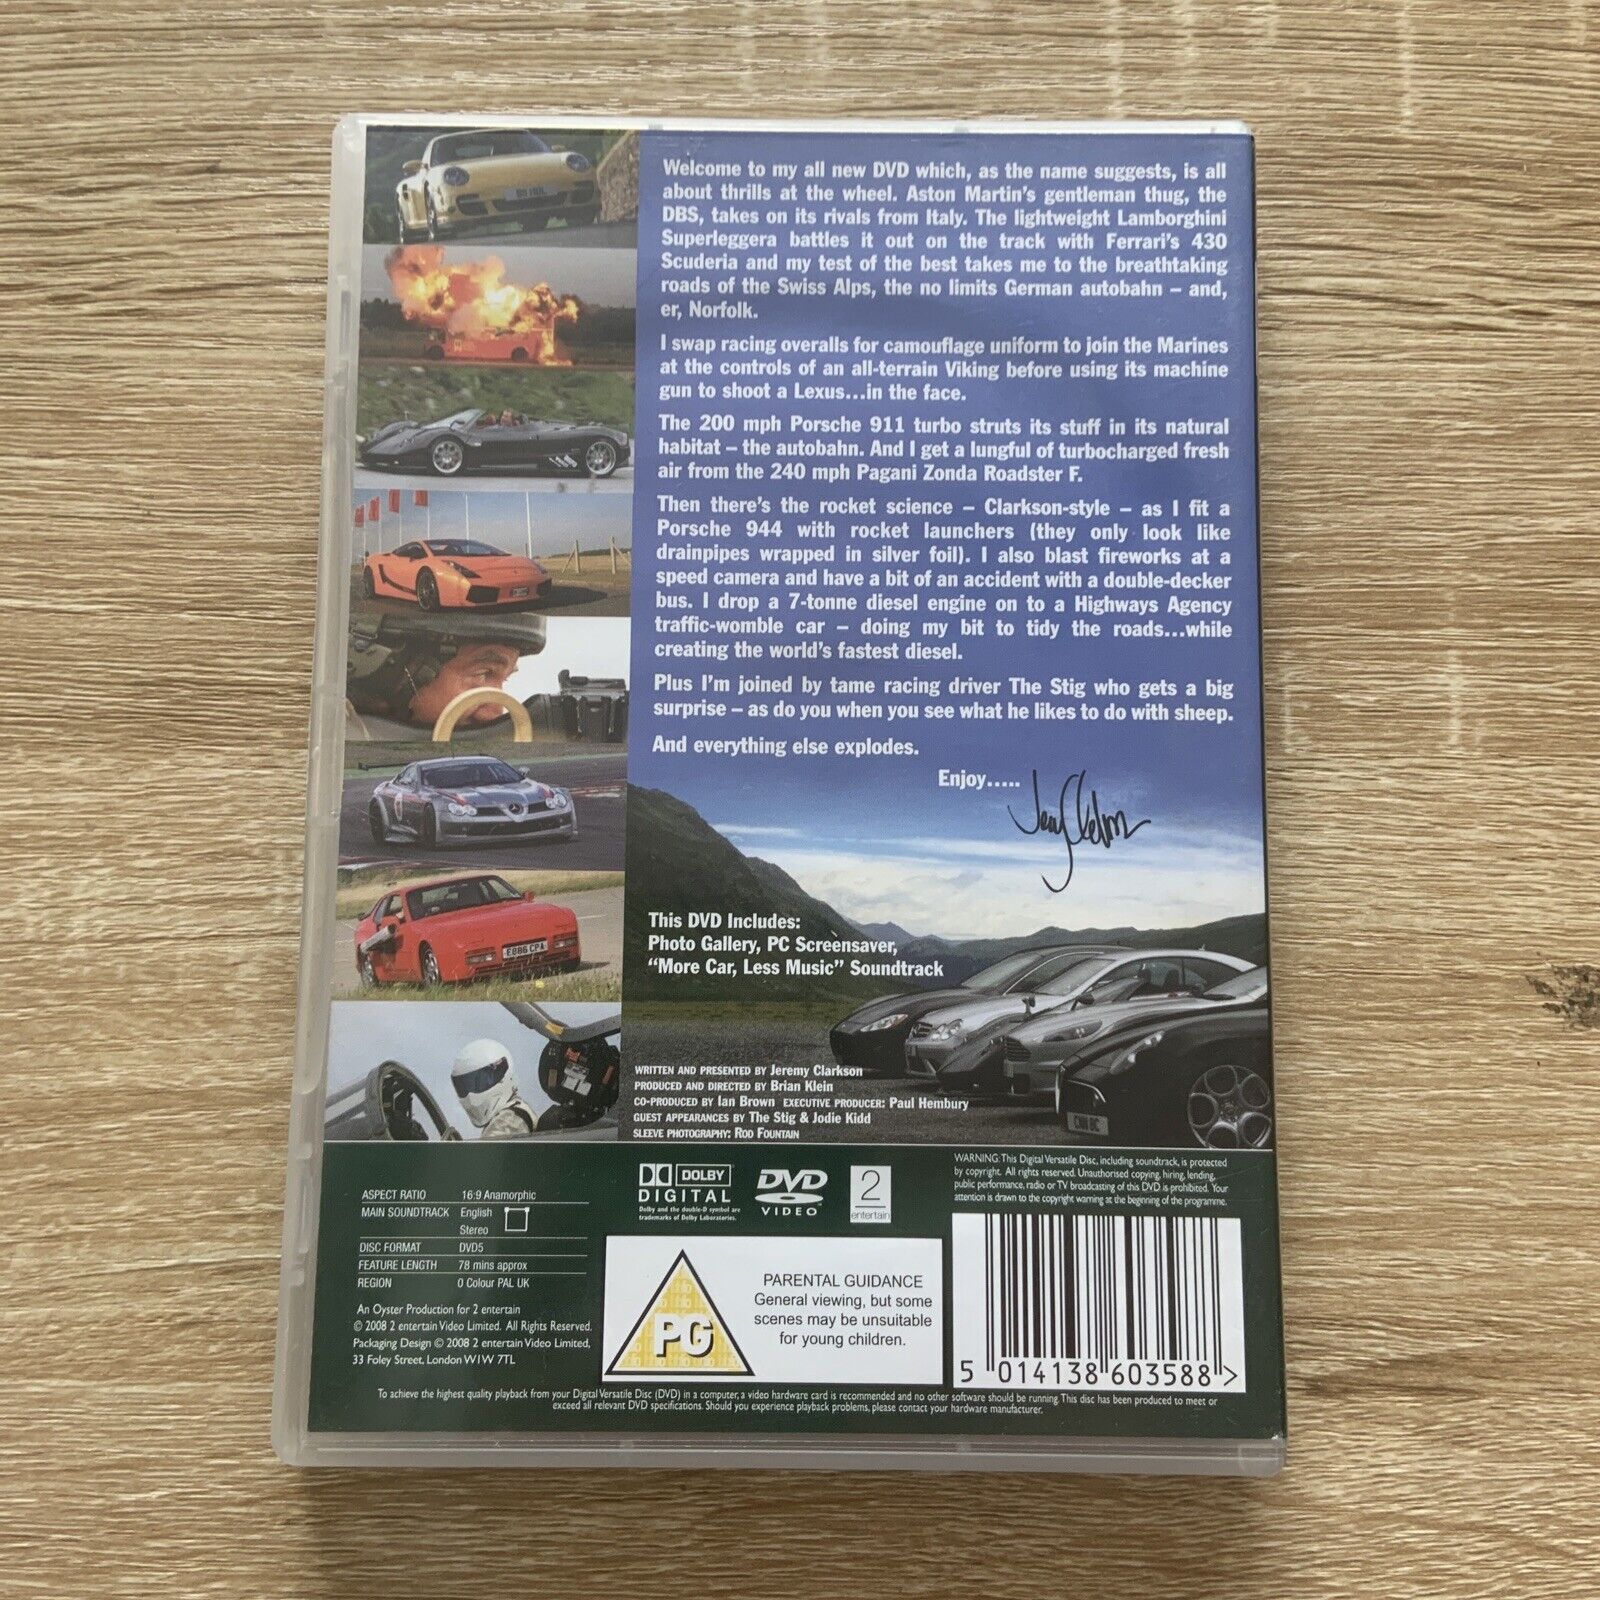 Welcome to my all new DVD which, as the name suggests, is all
about thrills at the wheel. Aston Martin's gentleman thug, the
DBS, takes on its rivals from Italy. The lightweight Lamborghini
Superleggera battles it out on the track with Ferrari's 430
Scuderia and my test of the best takes me to the breathtaking
roads of the Swiss Alps, the no limits German autobahn – and,
er, Norfolk.
I swap racing overalls for camouflage uniform to join the Marines
at the controls of an all-terrain Viking before using its machine
gun to shoot a Lexus...in the face.
The 200 mph Porsche 911 turbo struts its stuff in its natural
habitat – the autobahn. And I get a lungful of turbocharged fresh
air from the 240 mph Pagani Zonda Roadster F.
Then there's the rocket science – Clarkson-style – as I fit a
Porsche 944 with rocket launchers (they only look like
drainpipes wrapped in silver foil). I also blast fireworks at a
speed camera and have a bit of an accident with a double-decker
bus. I drop a 7-tonne diesel engine on to a Highways Agency
traffic-womble car – doing my bit to tidy the roads...while
creating the world's fastest diesel.
Plus I'm joined by tame racing driver The Stig who gets a big
surprise – as do you when you see what he likes to do with sheep.
And everything else explodes.
Enjoy.....
E886 CPA
This DVD Includes:
Photo Gallery, PC Screensaver,
“More Car, Less Music” Soundtrack
WRITTEN AND PRESENTED BY Jeremy Clarkson
PRODUCED AND DIRECTED BY Brian Klein
CO-PRODUCED BY Ian Brown EXECUTIVE PRODUCER: Paul Hembury
GUEST APPEARANCES BY The Stig & Jodie Kidd
SLEEVE PHOTOGRAPHY: ROD FOUNTAIN
ASPECT RATIO 16:9 Anamorphic
MAIN SOUNDTRACK English
Stereo
DISC FORMAT DVD5
FEATURE LENGTH 78 mins approx
REGION 0 Colour PAL UK
An Oyster Production for 2 entertain
© 2008 2 entertain Video Limited. All Rights Reserved.
Packaging Design © 2008 2 entertain Video Limited,
33 Foley Street, London W1W 7TL
DOLBY
DIGITAL
Dolby and the double-D symbol are
trademarks of Dolby Laboratories.
DVD
VIDEO
2
entertain
WARNING: This Digital Versatile Disc, including soundtrack, is protected
by copyright. All rights reserved. Unauthorised copying, hiring, lending,
public performance, radio or TV broadcasting of this DVD is prohibited. Your
attention is drawn to the copyright warning at the beginning of the programme.
PG
PARENTAL GUIDANCE
General viewing, but some
scenes may be unsuitable
for young children.
5 014138 603588 >
To achieve the highest quality playback from your Digital Versatile Disc (DVD) in a computer, a video hardware card is recommended and no other software should be running. This disc has been produced to meet or
exceed all relevant DVD specifications. Should you experience playback problems, please contact your hardware manufacturer.